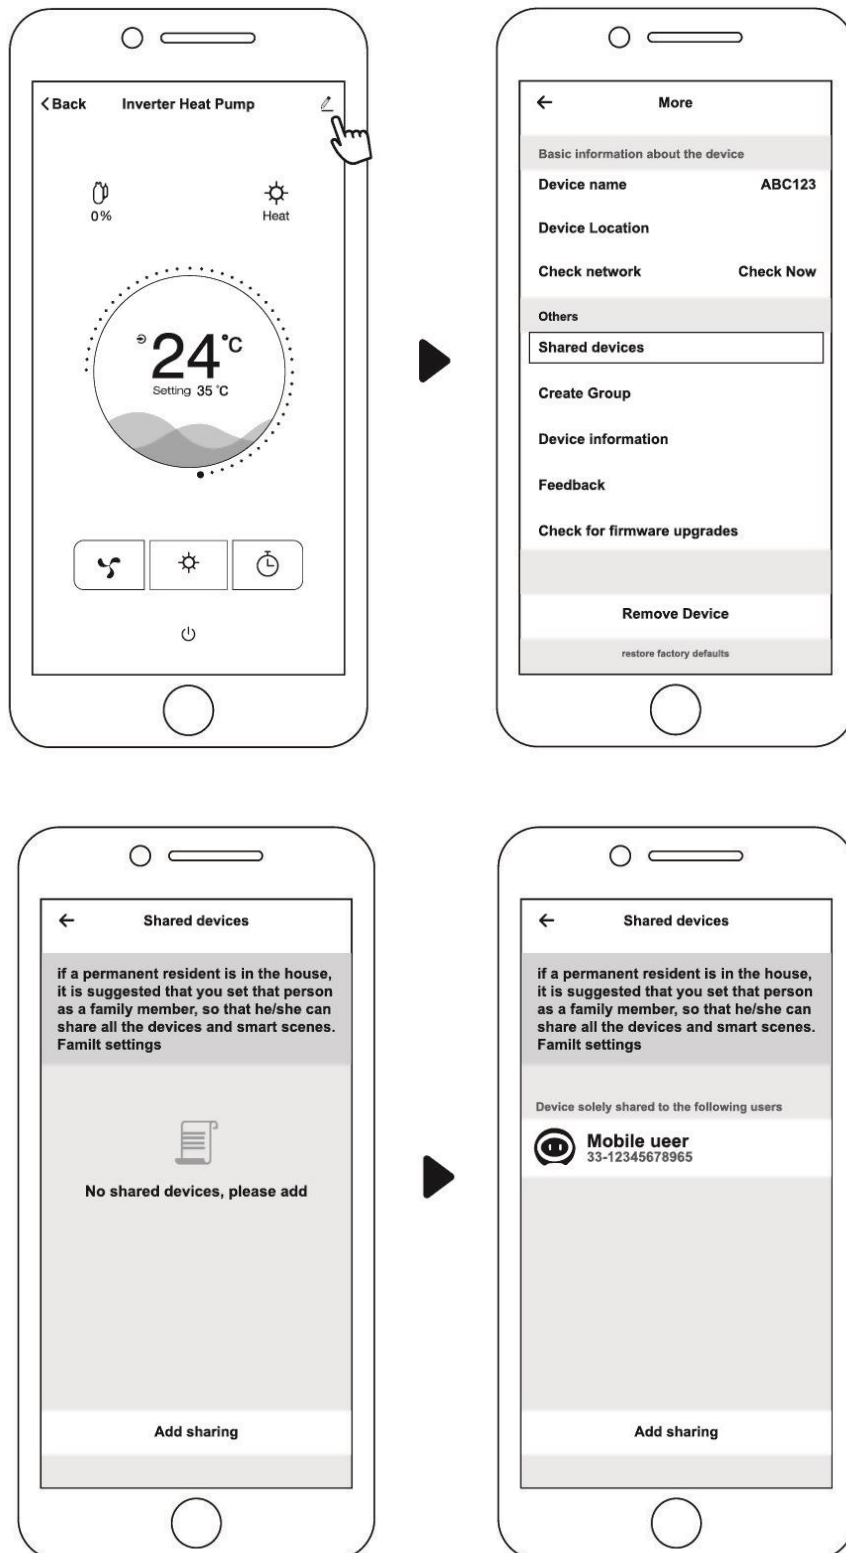 Back Inverter Heat Pump
0% Heat
24°C
Setting 35 °C
More
Basic information about the device
Device name ABC123
Device Location
Check network Check Now
Others
Shared devices
Create Group
Device information
Feedback
Check for firmware upgrades
Remove Device
restore factory defaults
Shared devices
if a permanent resident is in the house,
it is suggested that you set that person
as a family member, so that he/she can
share all the devices and smart scenes.
Familt settings
No shared devices, please add
Add sharing
Shared devices
if a permanent resident is in the house,
it is suggested that you set that person
as a family member, so that he/she can
share all the devices and smart scenes.
Familt settings
Device solely shared to the following users
Mobile ueer
33-12345678965
Add sharing